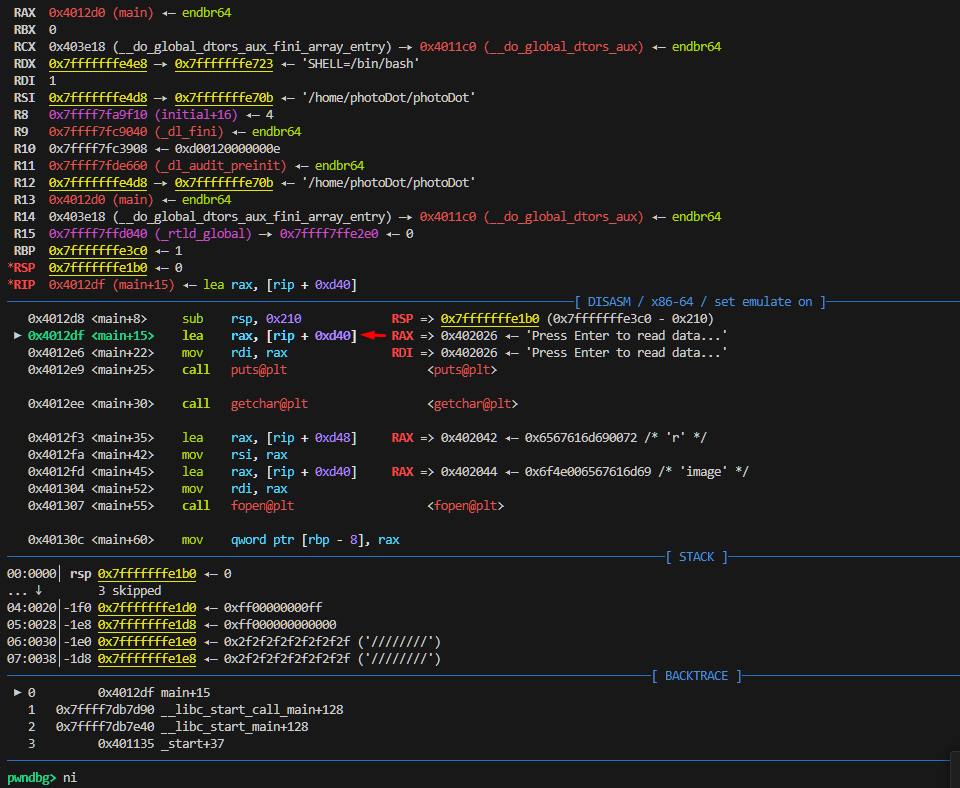 RAX  0x4012d0 (main) ◂— endbr64
RBX  0
RCX  0x403e18 (__do_global_dtors_aux_fini_array_entry) —▸ 0x4011c0 (__do_global_dtors_aux) ◂— endbr64
RDX  0x7fffffffe4e8 —▸ 0x7fffffffe723 ◂— 'SHELL=/bin/bash'
RDI  1
RSI  0x7fffffffe4d8 —▸ 0x7fffffffe70b ◂— '/home/photoDot/photoDot'
R8   0x7ffff7fa9f10 (initial+16) ◂— 4
R9   0x7ffff7fc9040 (_dl_fini) ◂— endbr64
R10  0x7ffff7fc3908 ◂— 0xd00120000000e
R11  0x7ffff7fde660 (_dl_audit_preinit) ◂— endbr64
R12  0x7fffffffe4d8 —▸ 0x7fffffffe70b ◂— '/home/photoDot/photoDot'
R13  0x4012d0 (main) ◂— endbr64
R14  0x403e18 (__do_global_dtors_aux_fini_array_entry) —▸ 0x4011c0 (__do_global_dtors_aux) ◂— endbr64
R15  0x7ffff7ffd040 (_rtld_global) —▸ 0x7ffff7ffe2e0 ◂— 0
RBP  0x7fffffffe3c0 ◂— 1
*RSP  0x7fffffffe1b0 ◂— 0
*RIP  0x4012df (main+15) ◂— lea rax, [rip + 0xd40]
[ DISASM / x86-64 / set emulate on ]
0x4012d8 <main+8>     sub    rsp, 0x210     RSP => 0x7fffffffe1b0 (0x7fffffffe3c0 - 0x210)
► 0x4012df <main+15>    lea    rax, [rip + 0xd40]     RAX => 0x402026 ◂— 'Press Enter to read data...'
0x4012e6 <main+22>    mov    rdi, rax     RDI => 0x402026 ◂— 'Press Enter to read data...'
0x4012e9 <main+25>    call   puts@plt     <puts@plt>
0x4012ee <main+30>    call   getchar@plt     <getchar@plt>
0x4012f3 <main+35>    lea    rax, [rip + 0xd48]     RAX => 0x402042 ◂— 0x6567616d690072 /* 'r' */
0x4012fa <main+42>    mov    rsi, rax
0x4012fd <main+45>    lea    rax, [rip + 0xd40]     RAX => 0x402044 ◂— 0x6f4e006567616d69 /* 'image' */
0x401304 <main+52>    mov    rdi, rax
0x401307 <main+55>    call   fopen@plt     <fopen@plt>
0x40130c <main+60>    mov    qword ptr [rbp - 8], rax
[ STACK ]
00:0000│ rsp 0x7fffffffe1b0 ◂— 0
... ↓        3 skipped
04:0020│-1f0 0x7fffffffe1d0 ◂— 0xff00000000ff
05:0028│-1e8 0x7fffffffe1d8 ◂— 0xff000000000000
06:0030│-1e0 0x7fffffffe1e0 ◂— 0x2f2f2f2f2f2f2f2f ('////////')
07:0038│-1d8 0x7fffffffe1e8 ◂— 0x2f2f2f2f2f2f2f2f ('////////')
[ BACKTRACE ]
► 0         0x4012df main+15
1   0x7ffff7db7d90 __libc_start_call_main+128
2   0x7ffff7db7e40 __libc_start_main+128
3         0x401135 _start+37
pwndbg> ni